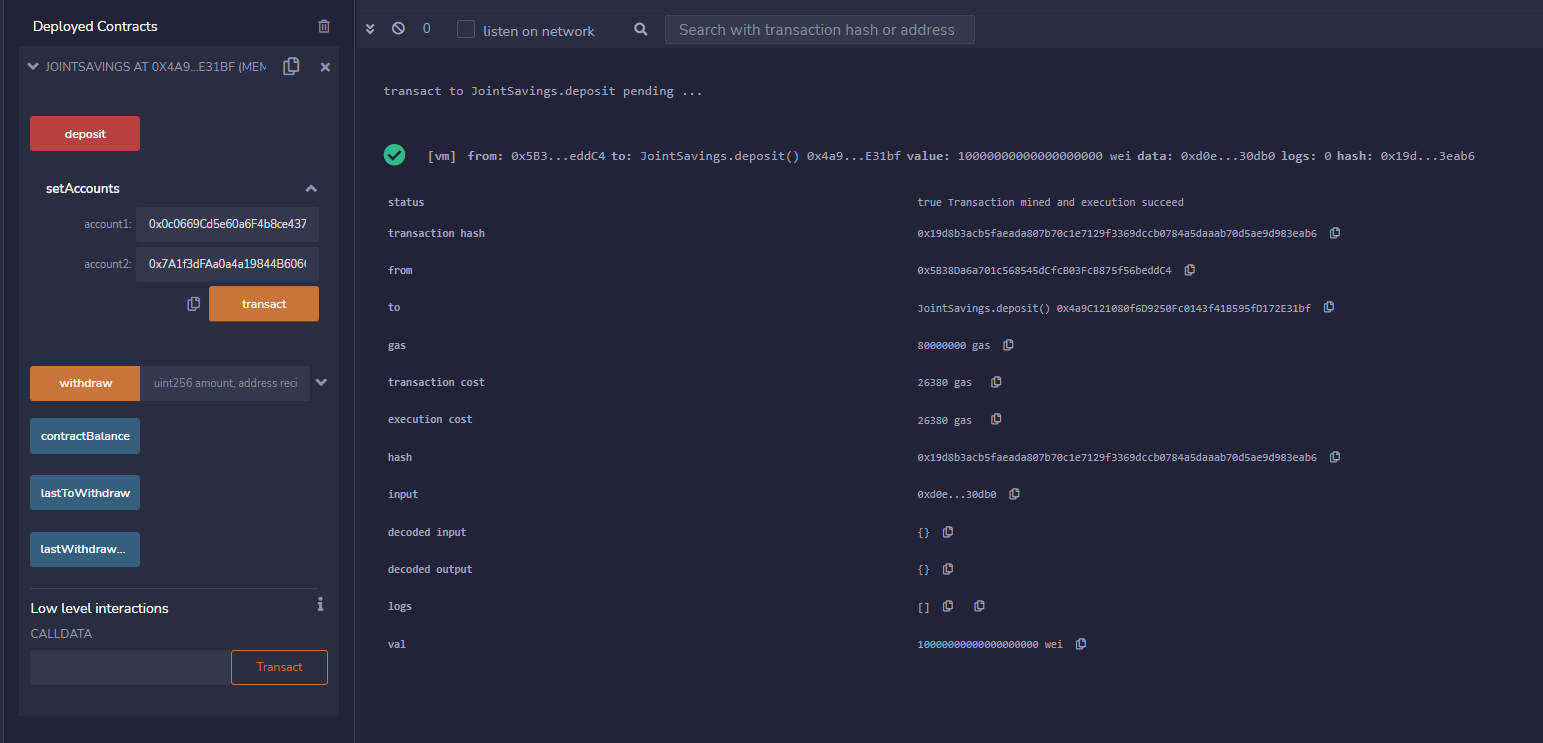 Deployed Contracts
JOINTSAVINGS AT 0X4A9...E31BF (MEM
deposit
setAccounts
account1: 0x0c0669Cd5e60a6F4b8ce437
account2: 0x7A1f3dFAa0a4a19844B606
transact
withdraw uint256 amount, address reci
contractBalance
lastToWithdraw
lastWithdraw...
Low level interactions
CALLDATA
Transact
0 listen on network Search with transaction hash or address
transact to JointSavings.deposit pending ...
[vm] from: 0x5B3...eddC4 to: JointSavings.deposit() 0x4a9...E31bf value: 10000000000000000000 wei data: 0xd0e...30db0 logs: 0 hash: 0x19d...3eab6
status true Transaction mined and execution succeed
transaction hash 0x19d8b3acb5faeada807b70c1e7129f3369dccb0784a5daaab70d5ae9d983eab6
from 0x5B38Da6a701c568545dCfcB03FcB875f56beddC4
to JointSavings.deposit() 0x4a9C121080f6D9250Fc0143f41B595fD172E31bf
gas 80000000 gas
transaction cost 26380 gas
execution cost 26380 gas
hash 0x19d8b3acb5faeada807b70c1e7129f3369dccb0784a5daaab70d5ae9d983eab6
input 0xd0e...30db0
decoded input {}
decoded output {}
logs []
val 10000000000000000000 wei